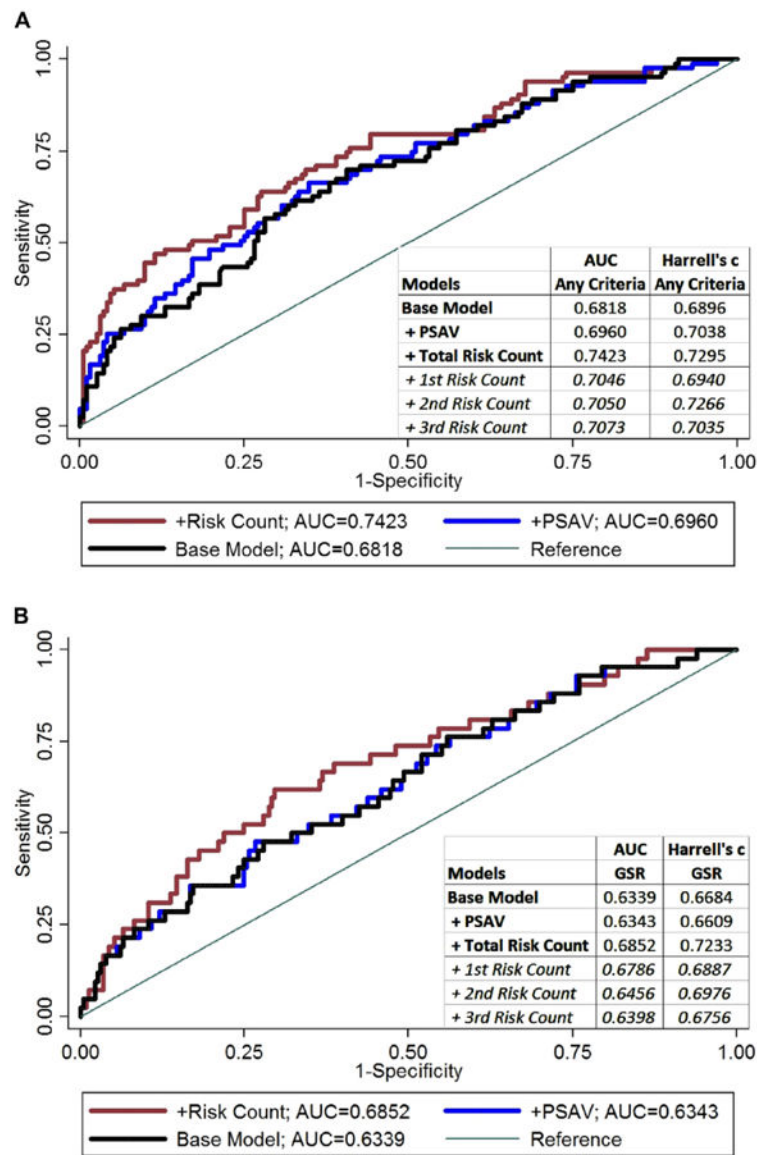 A
Sensitivity
1.00
0.75
0.50
0.25
0.00
AUC Harrell's c
Models Any Criteria Any Criteria
Base Model 0.6818 0.6896
+ PSAV 0.6960 0.7038
+ Total Risk Count 0.7423 0.7295
+ 1st Risk Count 0.7046 0.6940
+ 2nd Risk Count 0.7050 0.7266
+ 3rd Risk Count 0.7073 0.7035
0.00 0.25 0.50 0.75 1.00
1-Specificity
+Risk Count; AUC=0.7423 +PSAV; AUC=0.6960
Base Model; AUC=0.6818 Reference
B
Sensitivity
1.00
0.75
0.50
0.25
0.00
AUC Harrell's c
Models GSR GSR
Base Model 0.6339 0.6684
+ PSAV 0.6343 0.6609
+ Total Risk Count 0.6852 0.7233
+ 1st Risk Count 0.6786 0.6887
+ 2nd Risk Count 0.6456 0.6976
+ 3rd Risk Count 0.6398 0.6756
0.00 0.25 0.50 0.75 1.00
1-Specificity
+Risk Count; AUC=0.6852 +PSAV; AUC=0.6343
Base Model; AUC=0.6339 Reference